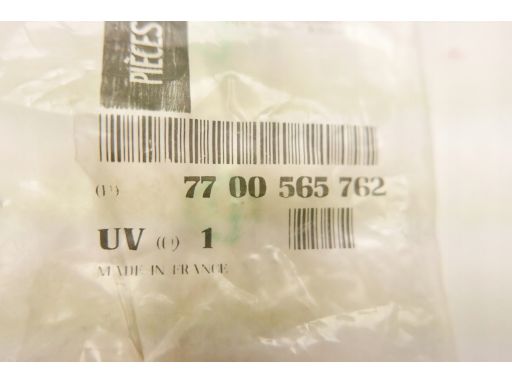 PIÈCES
(P) 77 00 565 762
UV (Q) 1
MADE IN FRANCE